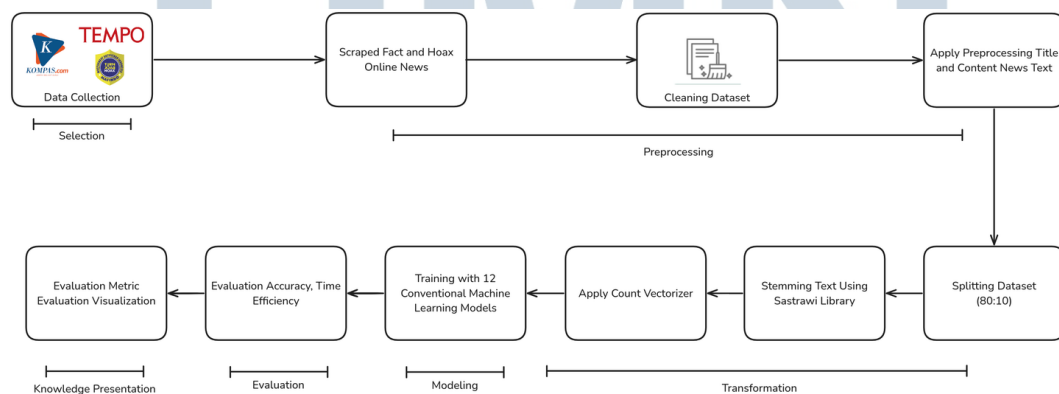 TEMPO
K
KOMPAS.com
Data Collection
Selection
Scraped Fact and Hoax
Online News
Cleaning Dataset
Apply Preprocessing Title
and Content News Text
Preprocessing
Evaluation Metric
Evaluation Visualization
Evaluation Accuracy, Time
Efficiency
Training with 12
Conventional Machine
Learning Models
Apply Count Vectorizer
Stemming Text Using
Sastrawi Library
Splitting Dataset
(80:10)
Knowledge Presentation
Evaluation
Modeling
Transformation